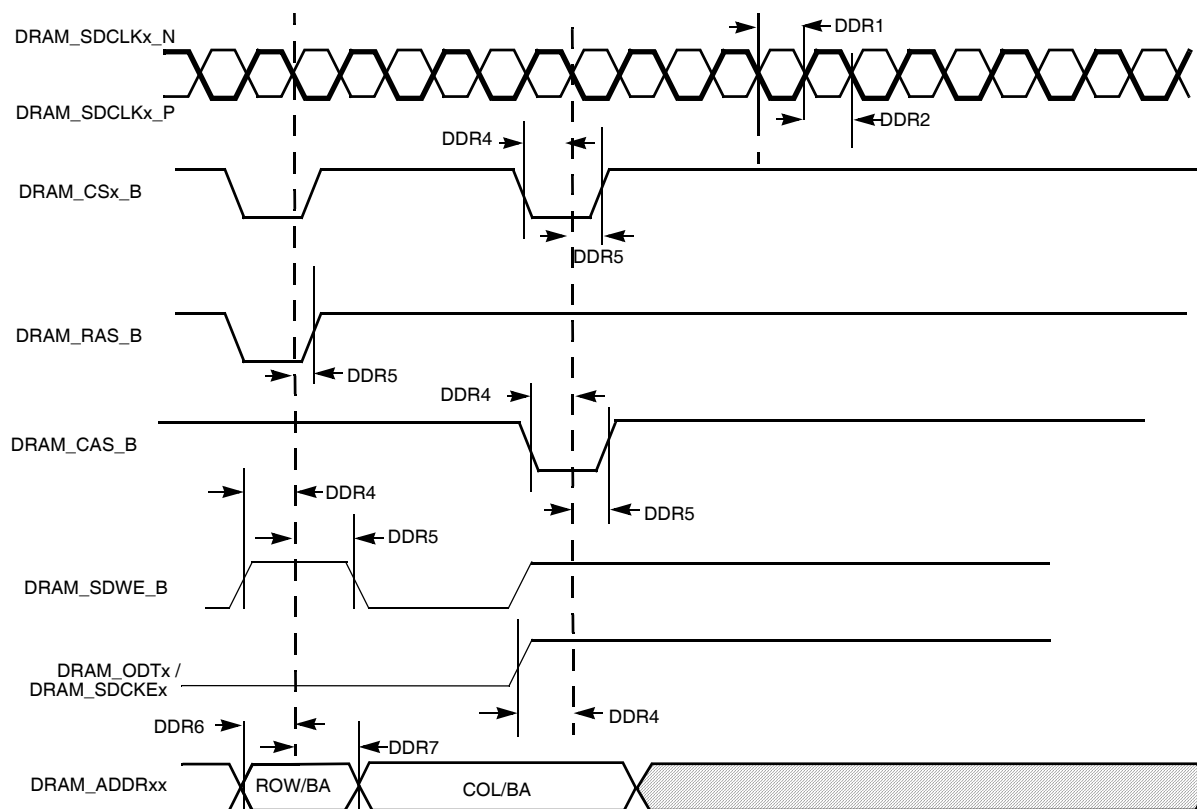 DRAM_SDCLKx_N
DDR1
DRAM_SDCLKx_P
DDR2
DDR4
DRAM_CSx_B
DDR5
DRAM_RAS_B
DDR5
DDR4
DRAM_CAS_B
DDR4
DDR5
DDR5
DRAM_SDWE_B
DRAM_ODTx /
DRAM_SDCKEx
DDR4
DDR6
DDR7
DRAM_ADDRxx
ROW/BA
COL/BA